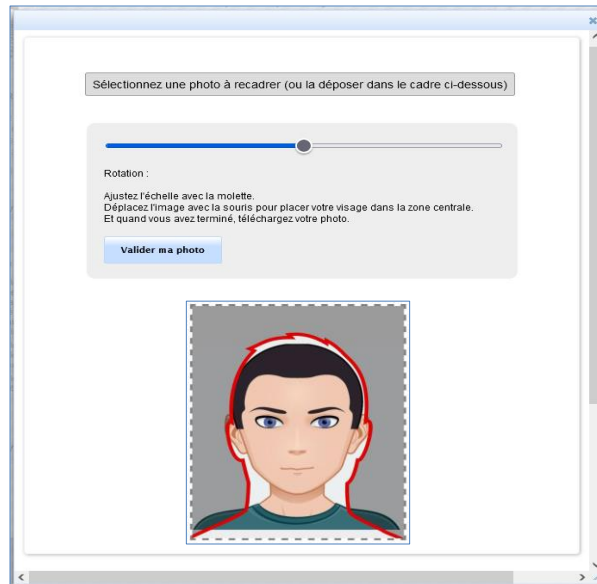 Sélectionnez une photo à recadrer (ou la déposer dans le cadre ci-dessous)
Rotation :
Ajustez l'échelle avec la molette.
Déplacez l'image avec la souris pour placer votre visage dans la zone centrale.
Et quand vous avez terminé, téléchargez votre photo.
Valider ma photo